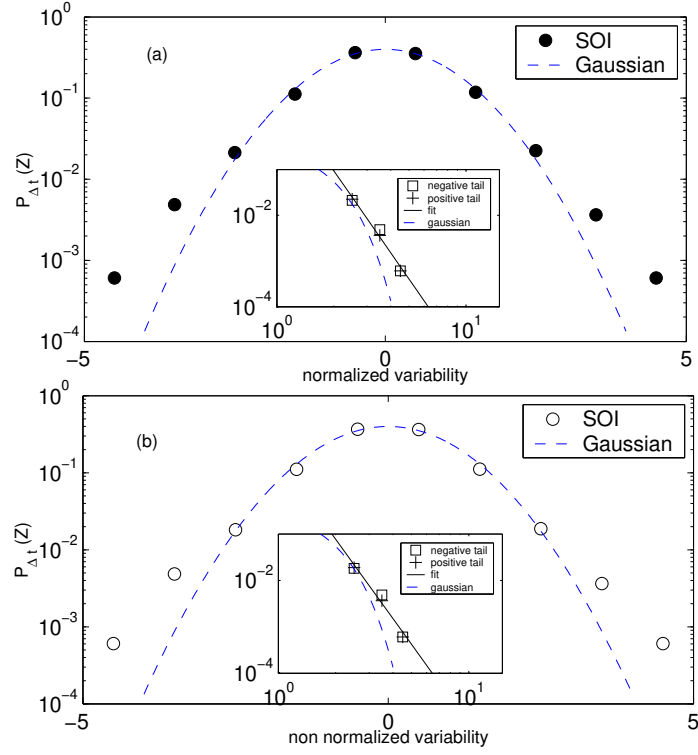 10^0
(a)
SOI
Gaussian
10^-1
P_Δt(Z)
10^-2
negative tail
positive tail
fit
gaussian
10^-2
10^-3
10^-4
10^0
10^1
10^-4
-5
0
5
normalized variability
10^0
(b)
SOI
Gaussian
10^-1
P_Δt(Z)
10^-2
negative tail
positive tail
fit
gaussian
10^-2
10^-3
10^-4
10^0
10^1
10^-4
-5
0
5
non normalized variability